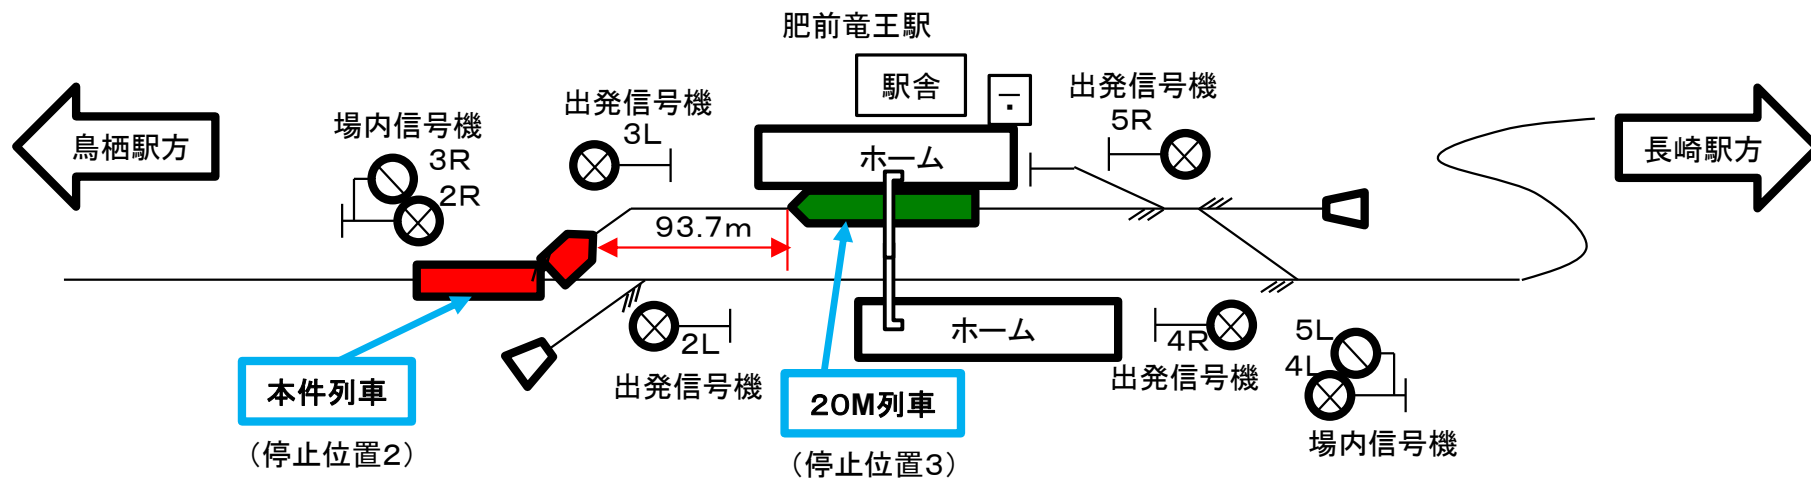 肥前竜王駅
駅舎
出発信号機
5R
出発信号機
3L
場内信号機
3R
2R
鳥栖駅方
ホーム
長崎駅方
93.7m
2L
出発信号機
ホーム
4R
出発信号機
5L
4L
場内信号機
本件列車
(停止位置2)
20M列車
(停止位置3)